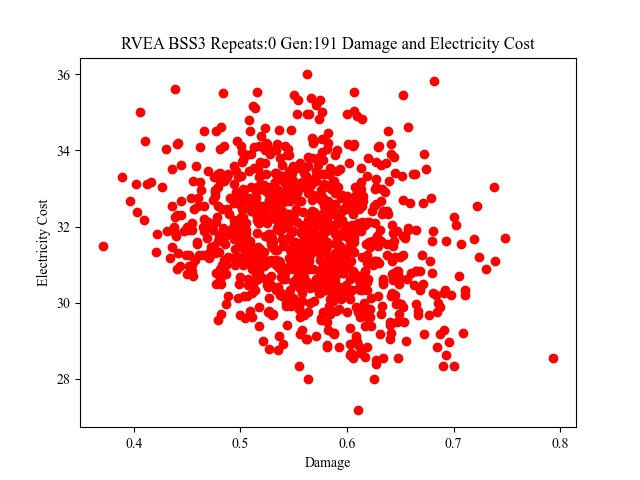 RVEA BSS3 Repeats:0 Gen:191 Damage and Electricity Cost
36
34
32
30
28
Electricity Cost
0.4 0.5 0.6 0.7 0.8
Damage